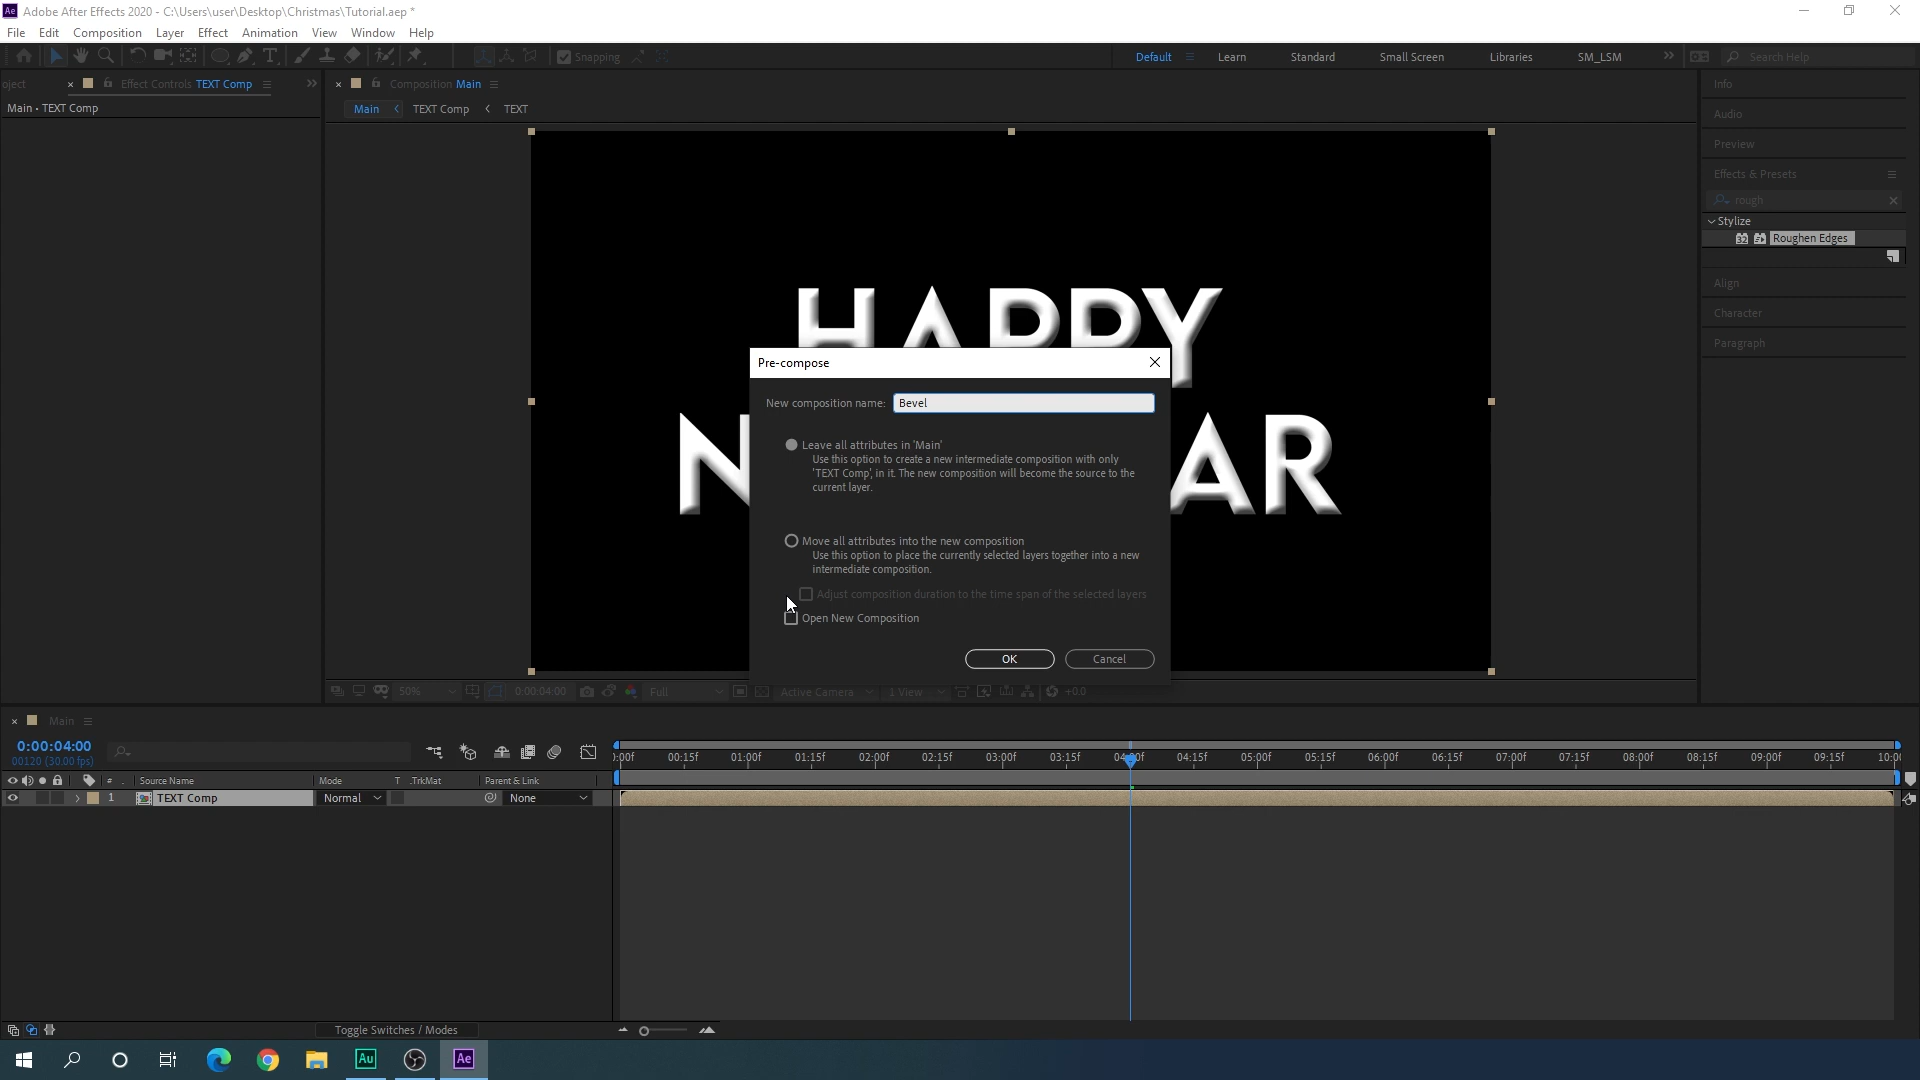 Ae Adobe After Effects 2020 - C:\Users\user\Desktop\Christmas\Tutorial.aep *
File Edit Composition Layer Effect Animation View Window Help
Snapping Default Learn Standard Small Screen Libraries SM_LSM Search Help
oject Effect Controls TEXT Comp Composition Main Info
Main • TEXT Comp Main TEXT Comp TEXT
Audio
Preview
Effects & Presets
rough
Stylize
32 Roughen Edges
Align
Character
Paragraph
HAPPY
N AR
Pre-compose
New composition name: Bevel
Leave all attributes in 'Main'
Use this option to create a new intermediate composition with only
'TEXT Comp', in it. The new composition will become the source to the
current layer.
Move all attributes into the new composition
Use this option to place the currently selected layers together into a new
intermediate composition.
Adjust composition duration to the time span of the selected layers
Open New Composition
OK Cancel
50% 0:00:04:00 Full Active Camera 1 View +0.0
Main
0:00:04:00
00120 (30.00 fps)
):00f 00:15f 01:00f 01:15f 02:00f 02:15f 03:00f 03:15f 04:00f 04:15f 05:00f 05:15f 06:00f 06:15f 07:00f 07:15f 08:00f 08:15f 09:00f 09:15f 10:0(
# . Source Name Mode T .TrkMat Parent & Link
1 TEXT Comp Normal None
Toggle Switches / Modes
Au Ae